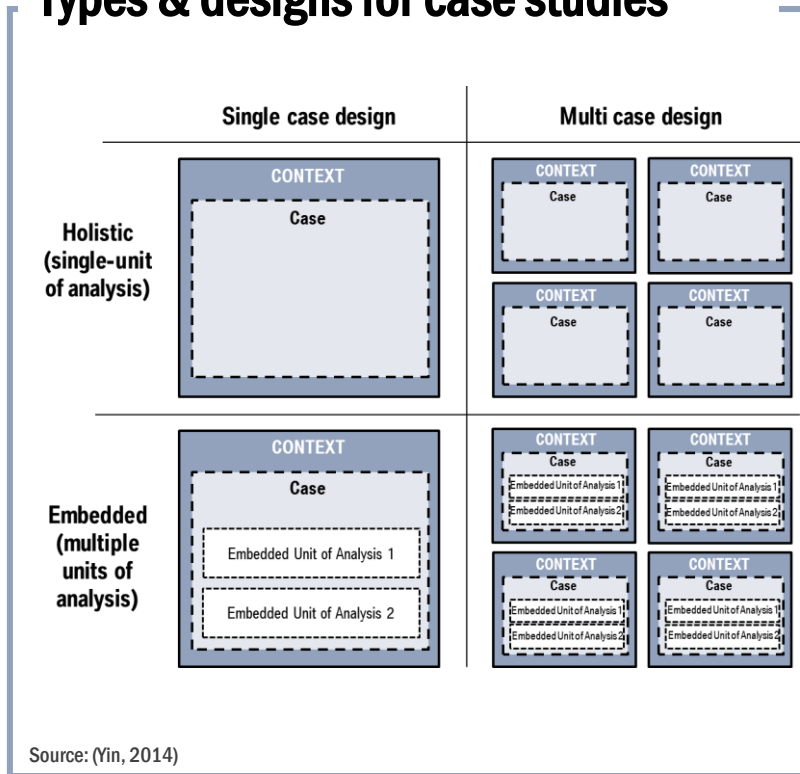 Types & designs for case studies
Single case design
Multi case design
Holistic
(single-unit
of analysis)
CONTEXT
Case
CONTEXT
Case
CONTEXT
Case
CONTEXT
Case
CONTEXT
Case
Embedded
(multiple
units of
analysis)
CONTEXT
Case
Embedded Unit of Analysis 1
Embedded Unit of Analysis 2
CONTEXT
Case
Embedded Unit of Analysis 1
Embedded Unit of Analysis 2
CONTEXT
Case
Embedded Unit of Analysis 1
Embedded Unit of Analysis 2
CONTEXT
Case
Embedded Unit of Analysis 1
Embedded Unit of Analysis 2
CONTEXT
Case
Embedded Unit of Analysis 1
Embedded Unit of Analysis 2
Source: (Yin, 2014)